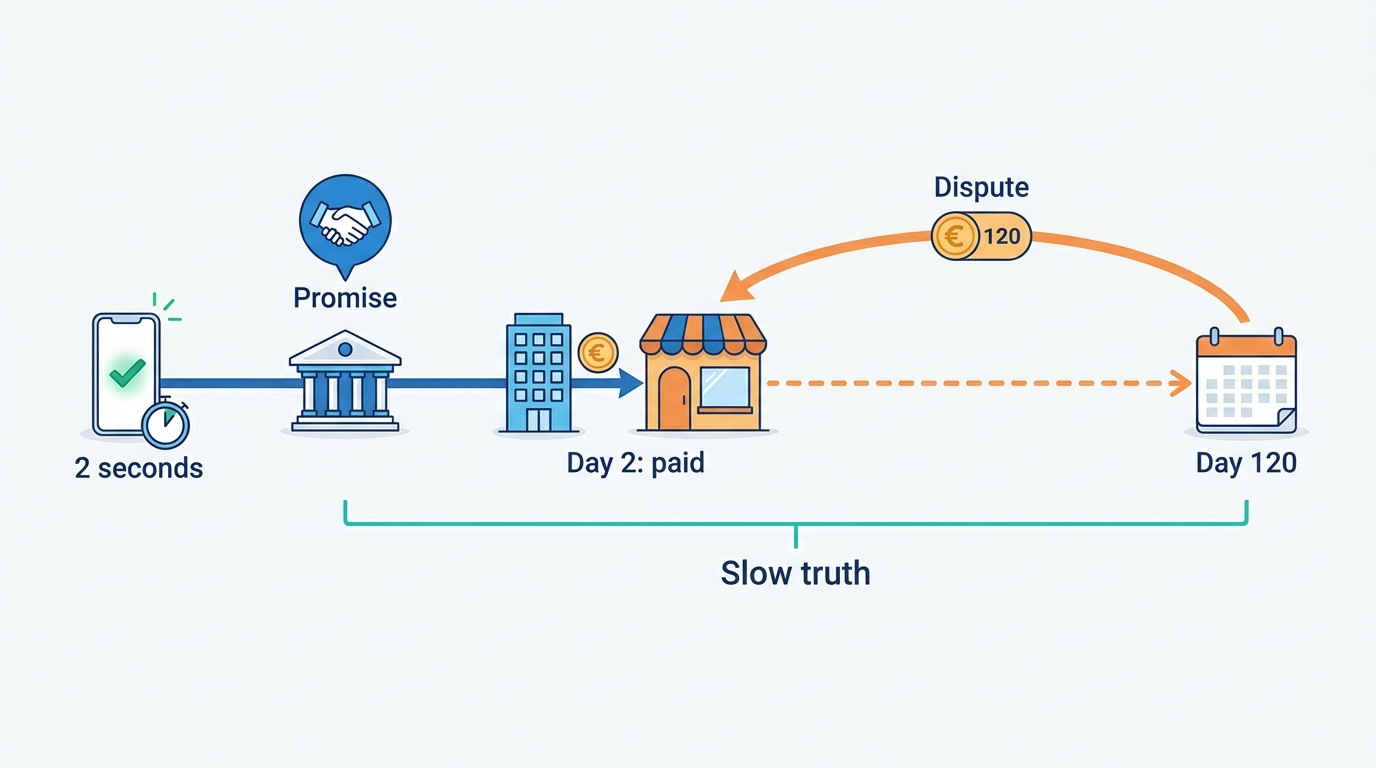 Dispute
€ 120
Promise
€
2 seconds
Day 2: paid
Day 120
Slow truth